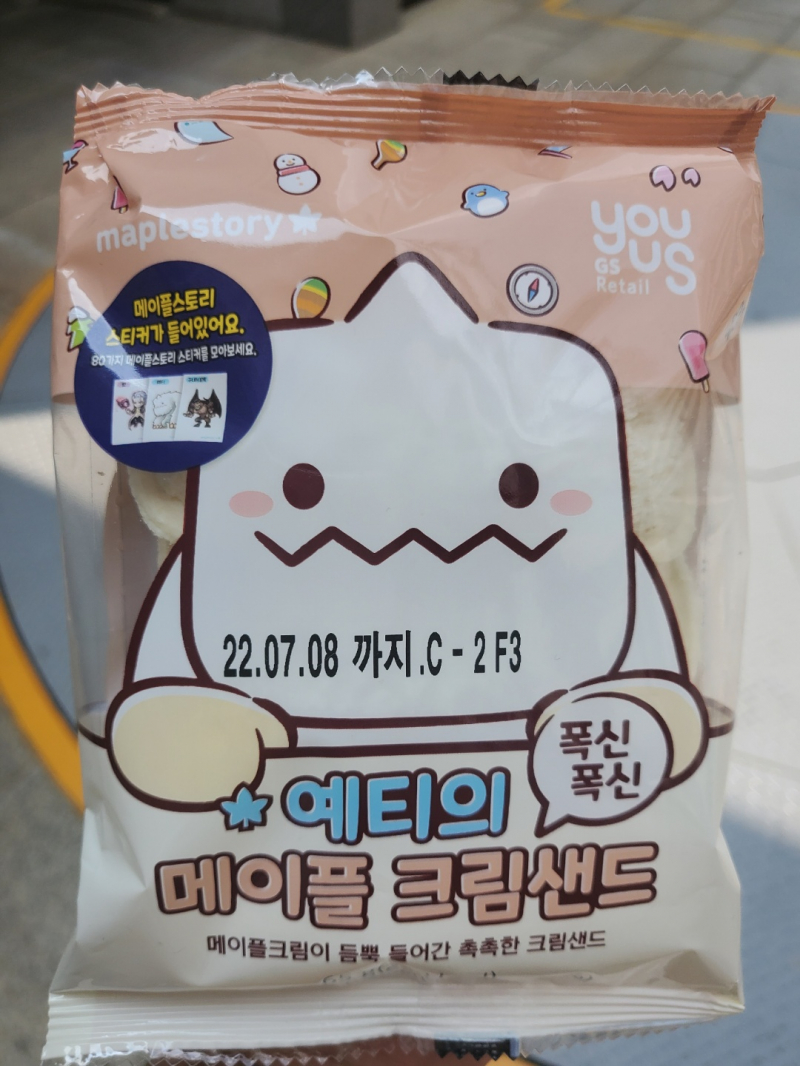 maplestory
YOU
US
GS
Retail
메이플스토리
스티커가 들어있어요.
80가지 메이플스토리 스티커를 모아보세요.
22.07.08 까지.C - 2 F3
폭신
폭신
예티의
메이플 크림샌드
메이플크림이 듬뿍 들어간 촉촉한 크림샌드